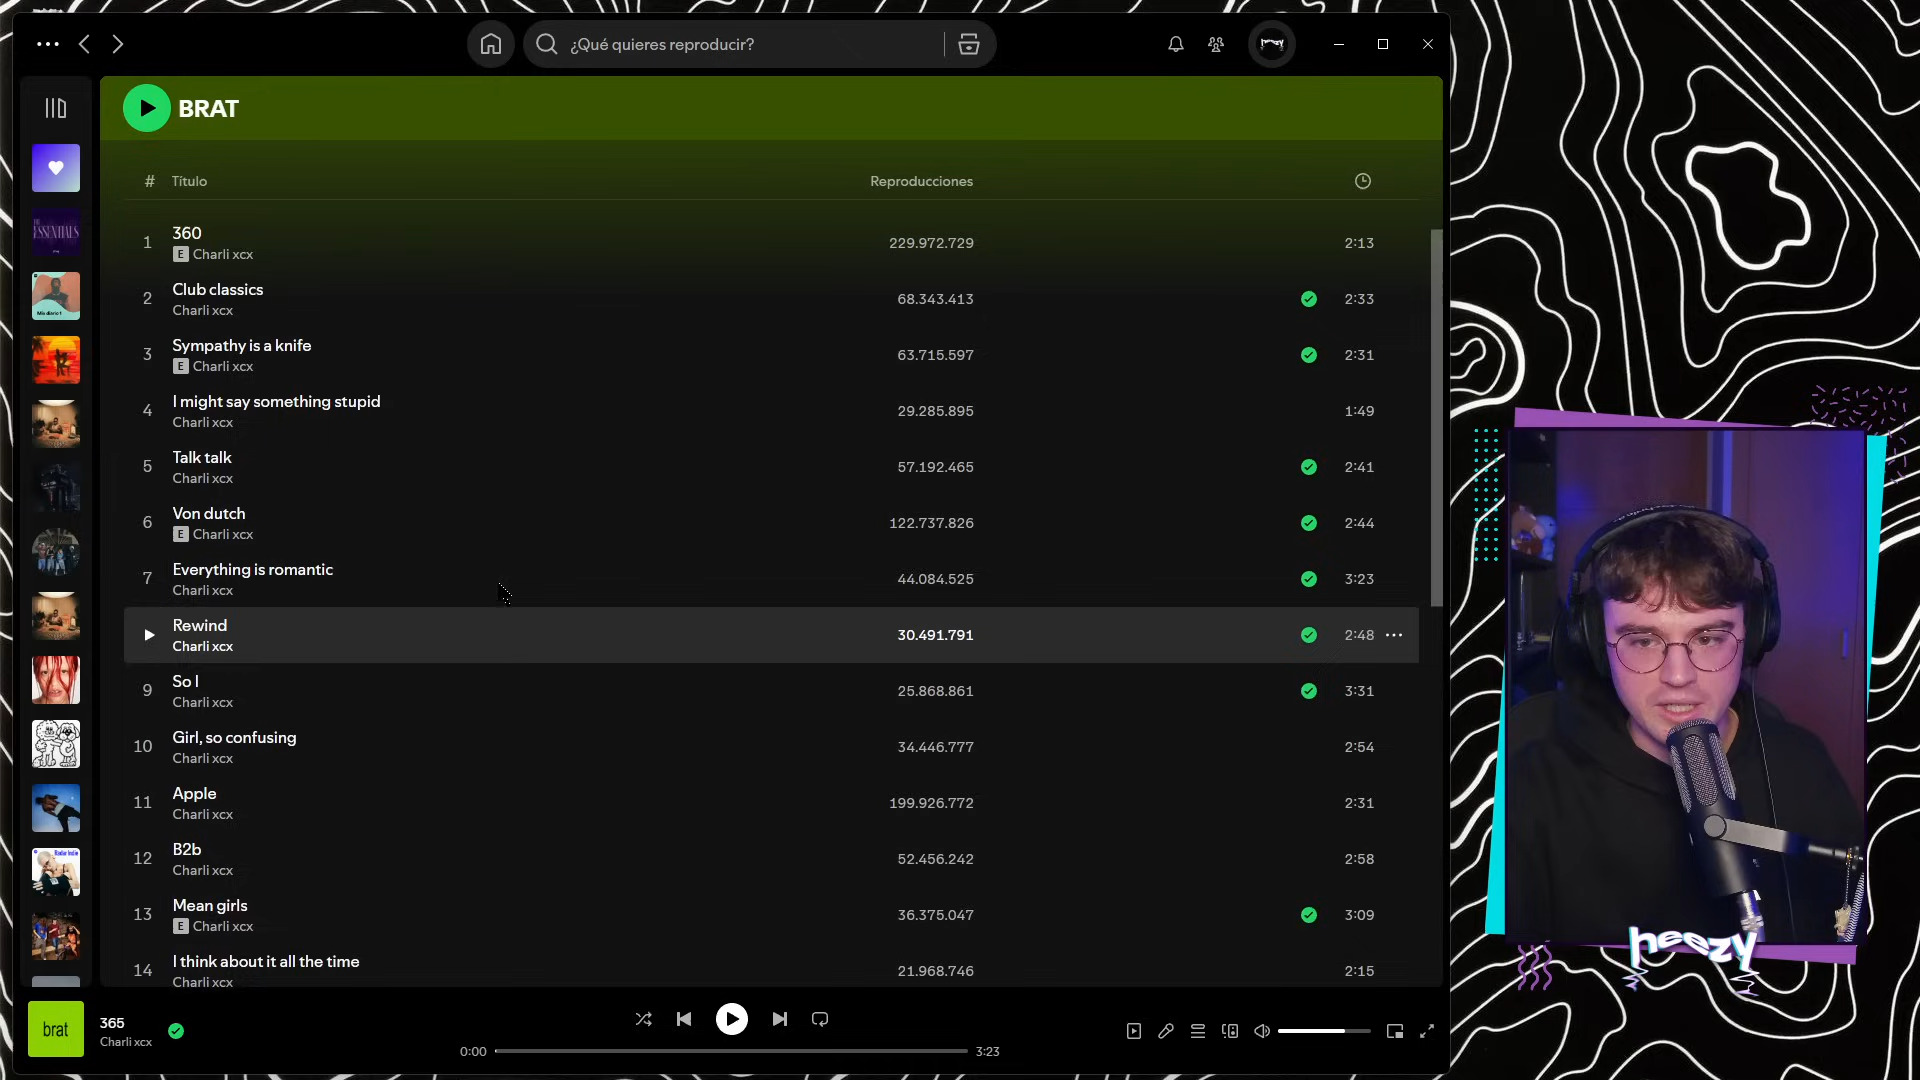 ¿Qué quieres reproducir?
BRAT
# Título Reproducciones
1 360 229.972.729 2:13
E Charli xcx
2 Club classics 68.343.413 2:33
Charli xcx
3 Sympathy is a knife 63.715.597 2:31
E Charli xcx
4 I might say something stupid 29.285.895 1:49
Charli xcx
5 Talk talk 57.192.465 2:41
Charli xcx
6 Von dutch 122.737.826 2:44
E Charli xcx
7 Everything is romantic 44.084.525 3:23
Charli xcx
Rewind 30.491.791 2:48
Charli xcx
9 So I 25.868.861 3:31
Charli xcx
10 Girl, so confusing 34.446.777 2:54
Charli xcx
11 Apple 199.926.772 2:31
Charli xcx
12 B2b 52.456.242 2:58
Charli xcx
13 Mean girls 36.375.047 3:09
E Charli xcx
14 I think about it all the time 21.968.746 2:15
Charli xcx
brat
365
Charli xcx
0:00 3:23
heezy
ESSENTIALS